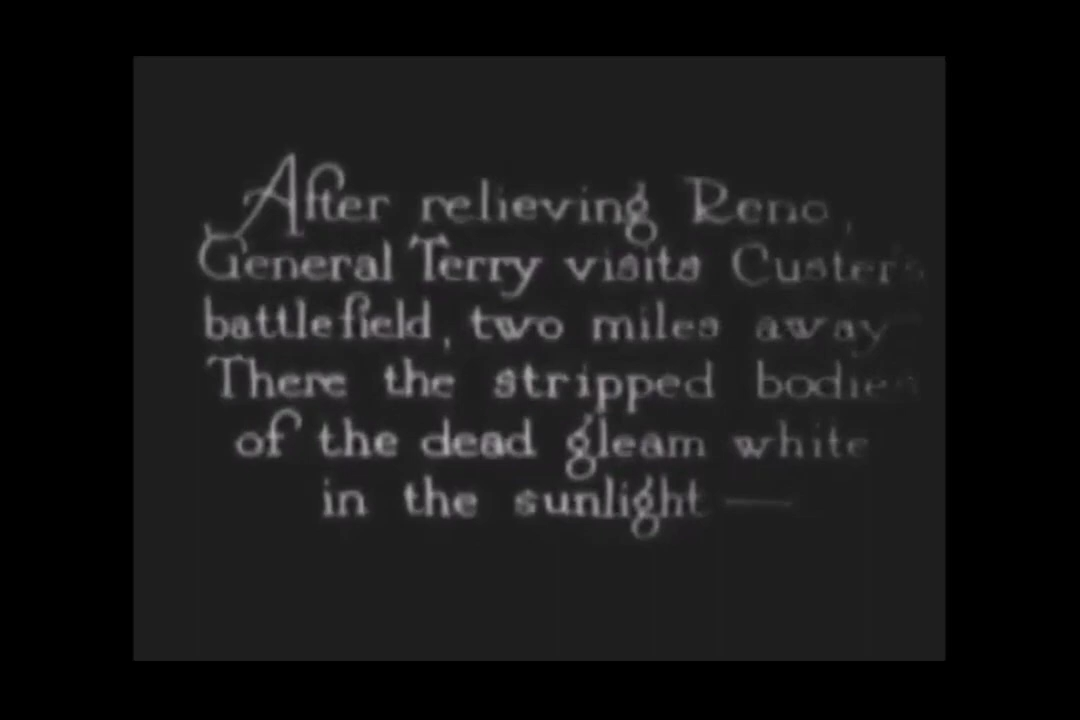 After relieving Reno,
General Terry visits Custer's
battlefield, two miles away
There the stripped bodies
of the dead gleam white
in the sunlight —